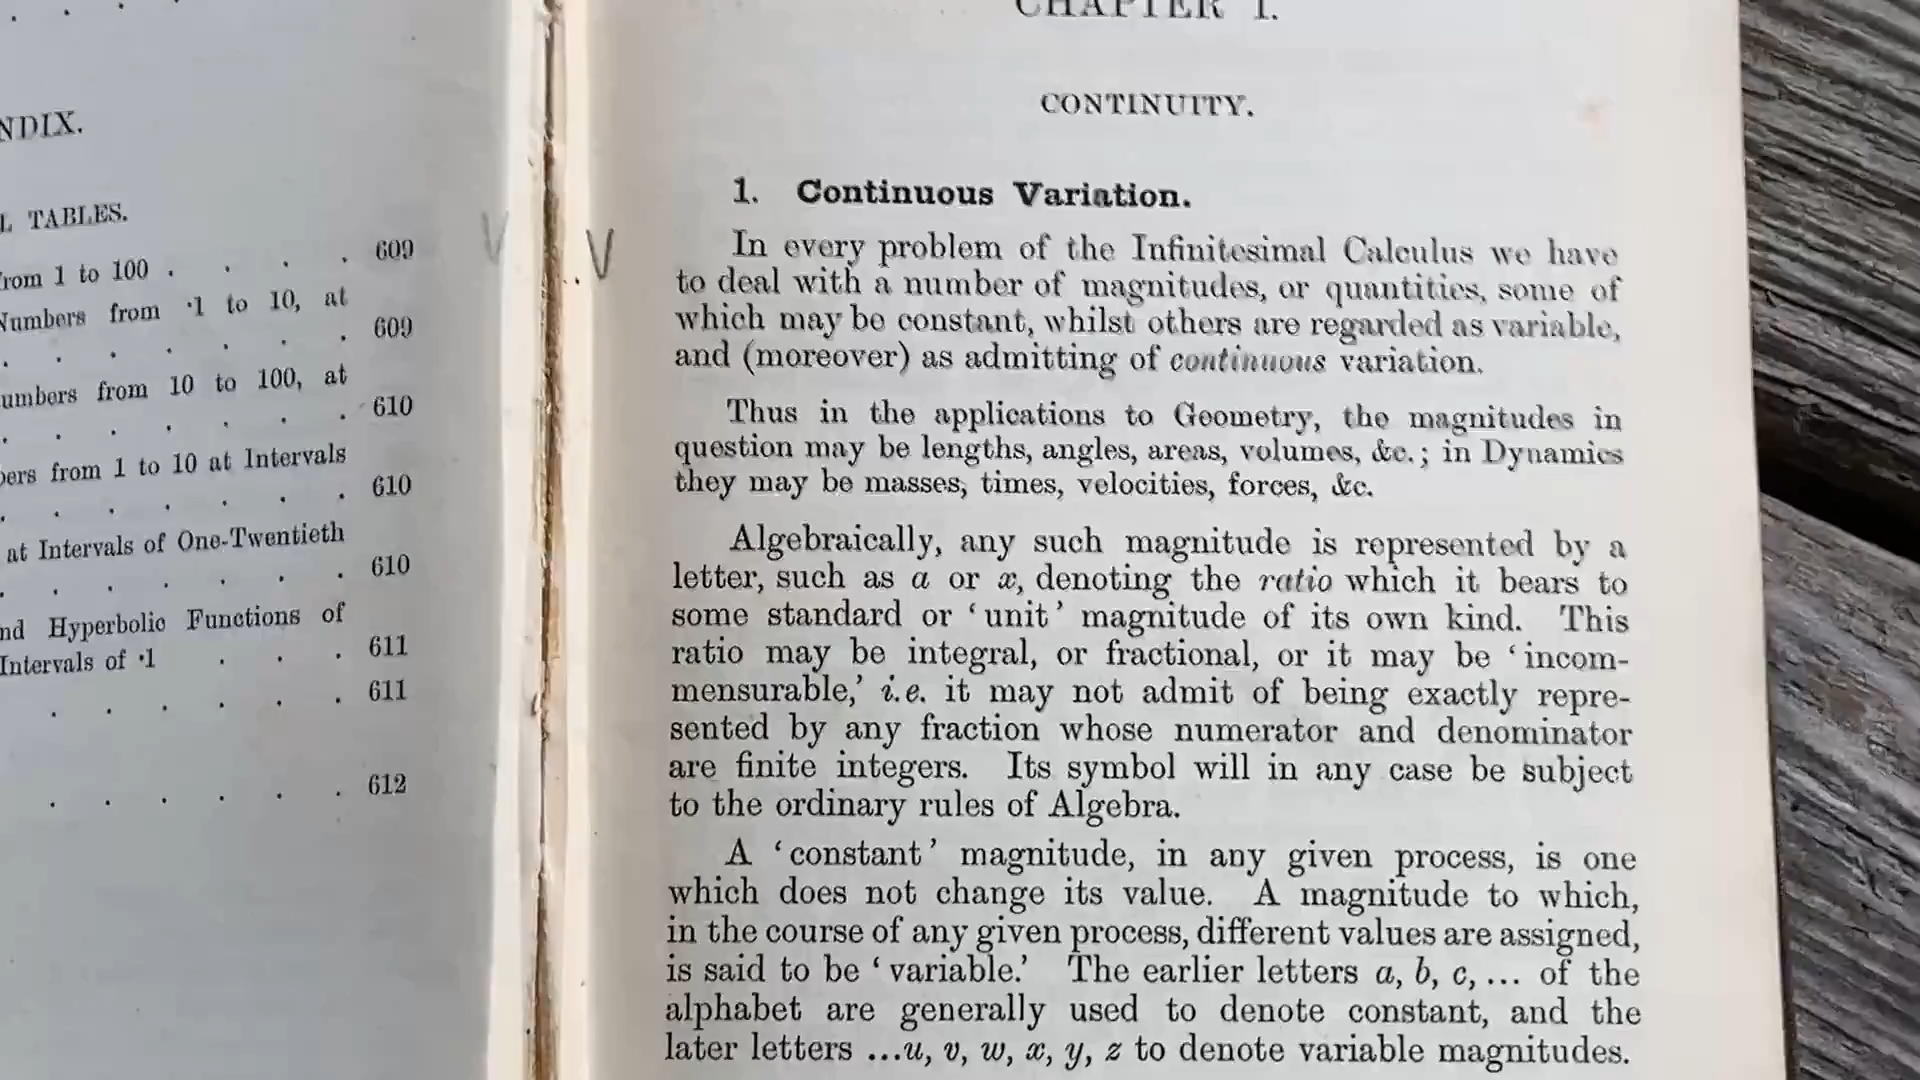 NDIX.
L TABLES.
from 1 to 100 . . . . 609
Numbers from ·1 to 10, at
. . . . . . . 609
umbers from 10 to 100, at
. . . . . . . 610
bers from 1 to 10 at Intervals
. . . . . . . 610
at Intervals of One-Twentieth
. . . . . . . 610
nd Hyperbolic Functions of
Intervals of ·1 . . . 611
. . . . . . 611
. . . . . . 612
CHAPTER I.
CONTINUITY.
1. Continuous Variation.
V
In every problem of the Infinitesimal Calculus we have
to deal with a number of magnitudes, or quantities, some of
which may be constant, whilst others are regarded as variable,
and (moreover) as admitting of continuous variation.
Thus in the applications to Geometry, the magnitudes in
question may be lengths, angles, areas, volumes, &c.; in Dynamics
they may be masses, times, velocities, forces, &c.
Algebraically, any such magnitude is represented by a
letter, such as a or x, denoting the ratio which it bears to
some standard or ‘unit’ magnitude of its own kind. This
ratio may be integral, or fractional, or it may be ‘incom-
mensurable,’ i.e. it may not admit of being exactly repre-
sented by any fraction whose numerator and denominator
are finite integers. Its symbol will in any case be subject
to the ordinary rules of Algebra.
A ‘constant’ magnitude, in any given process, is one
which does not change its value. A magnitude to which,
in the course of any given process, different values are assigned,
is said to be ‘variable.’ The earlier letters a, b, c, ... of the
alphabet are generally used to denote constant, and the
later letters ...u, v, w, x, y, z to denote variable magnitudes.